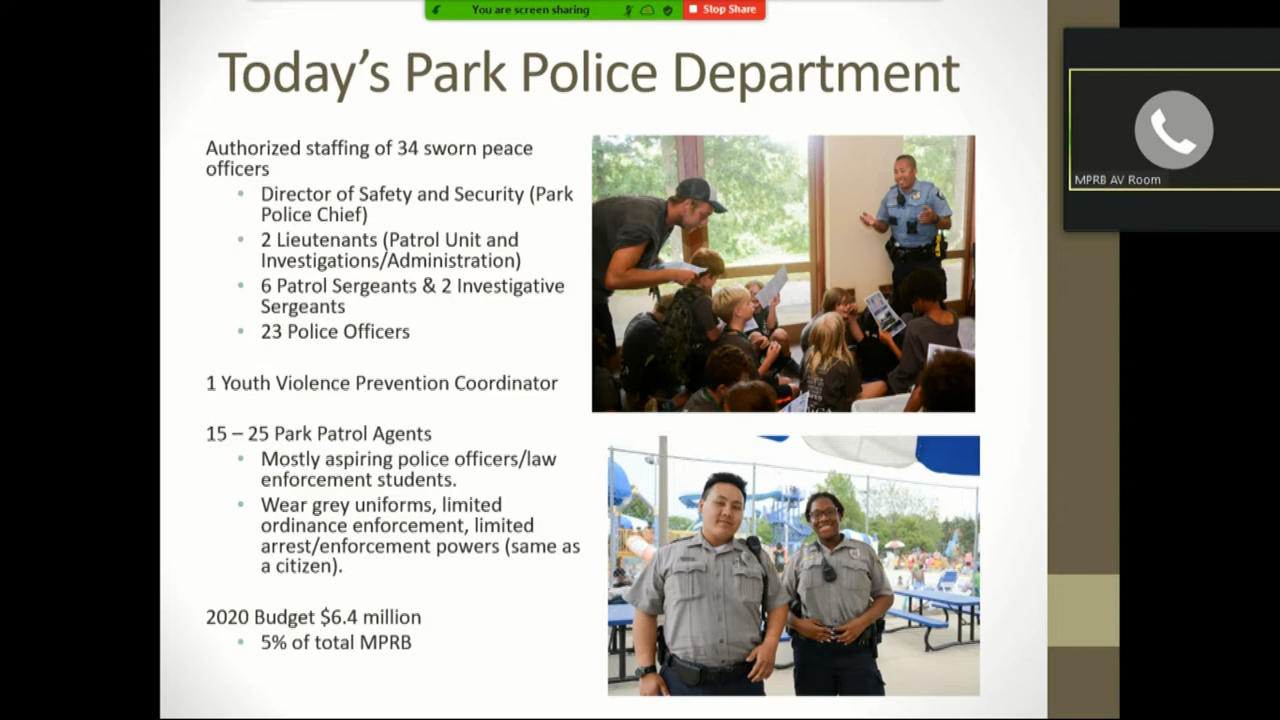 You are screen sharing
Stop Share
Today's Park Police Department
Authorized staffing of 34 sworn peace
officers
• Director of Safety and Security (Park
Police Chief)
• 2 Lieutenants (Patrol Unit and
Investigations/Administration)
• 6 Patrol Sergeants & 2 Investigative
Sergeants
• 23 Police Officers
1 Youth Violence Prevention Coordinator
15 – 25 Park Patrol Agents
• Mostly aspiring police officers/law
enforcement students.
• Wear grey uniforms, limited
ordinance enforcement, limited
arrest/enforcement powers (same as
a citizen).
2020 Budget $6.4 million
• 5% of total MPRB
MPRB AV Room